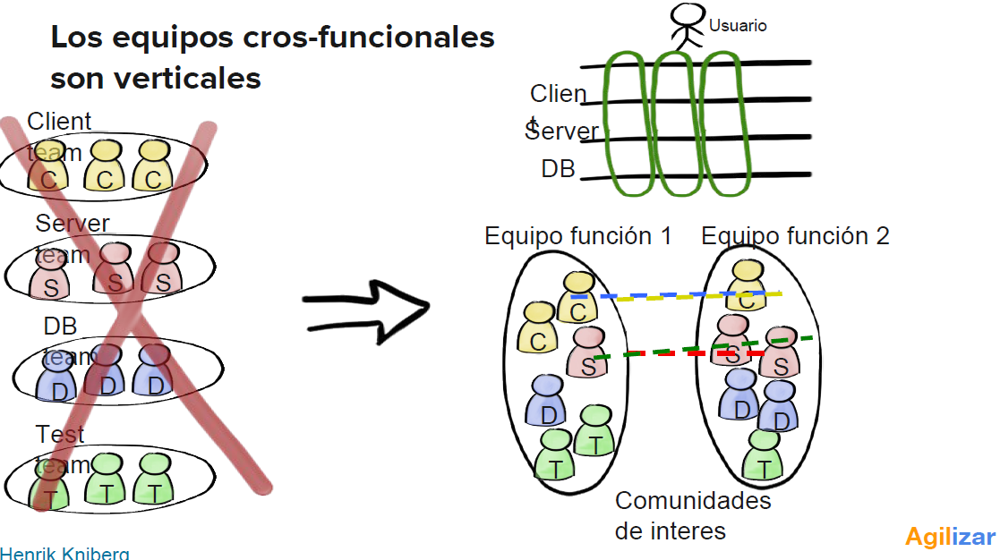 Los equipos cros-funcionales
son verticales
Usuario
Clien
t
Server
DB
Client
team
C C C
Server
team
S S S
DB
team
D D D
Test
team
T T T
Equipo función 1
Equipo función 2
C
C
S
D
T
T
C
S
S
D
D
T
Comunidades
de interes
Henrik Kniberg
Agilizar